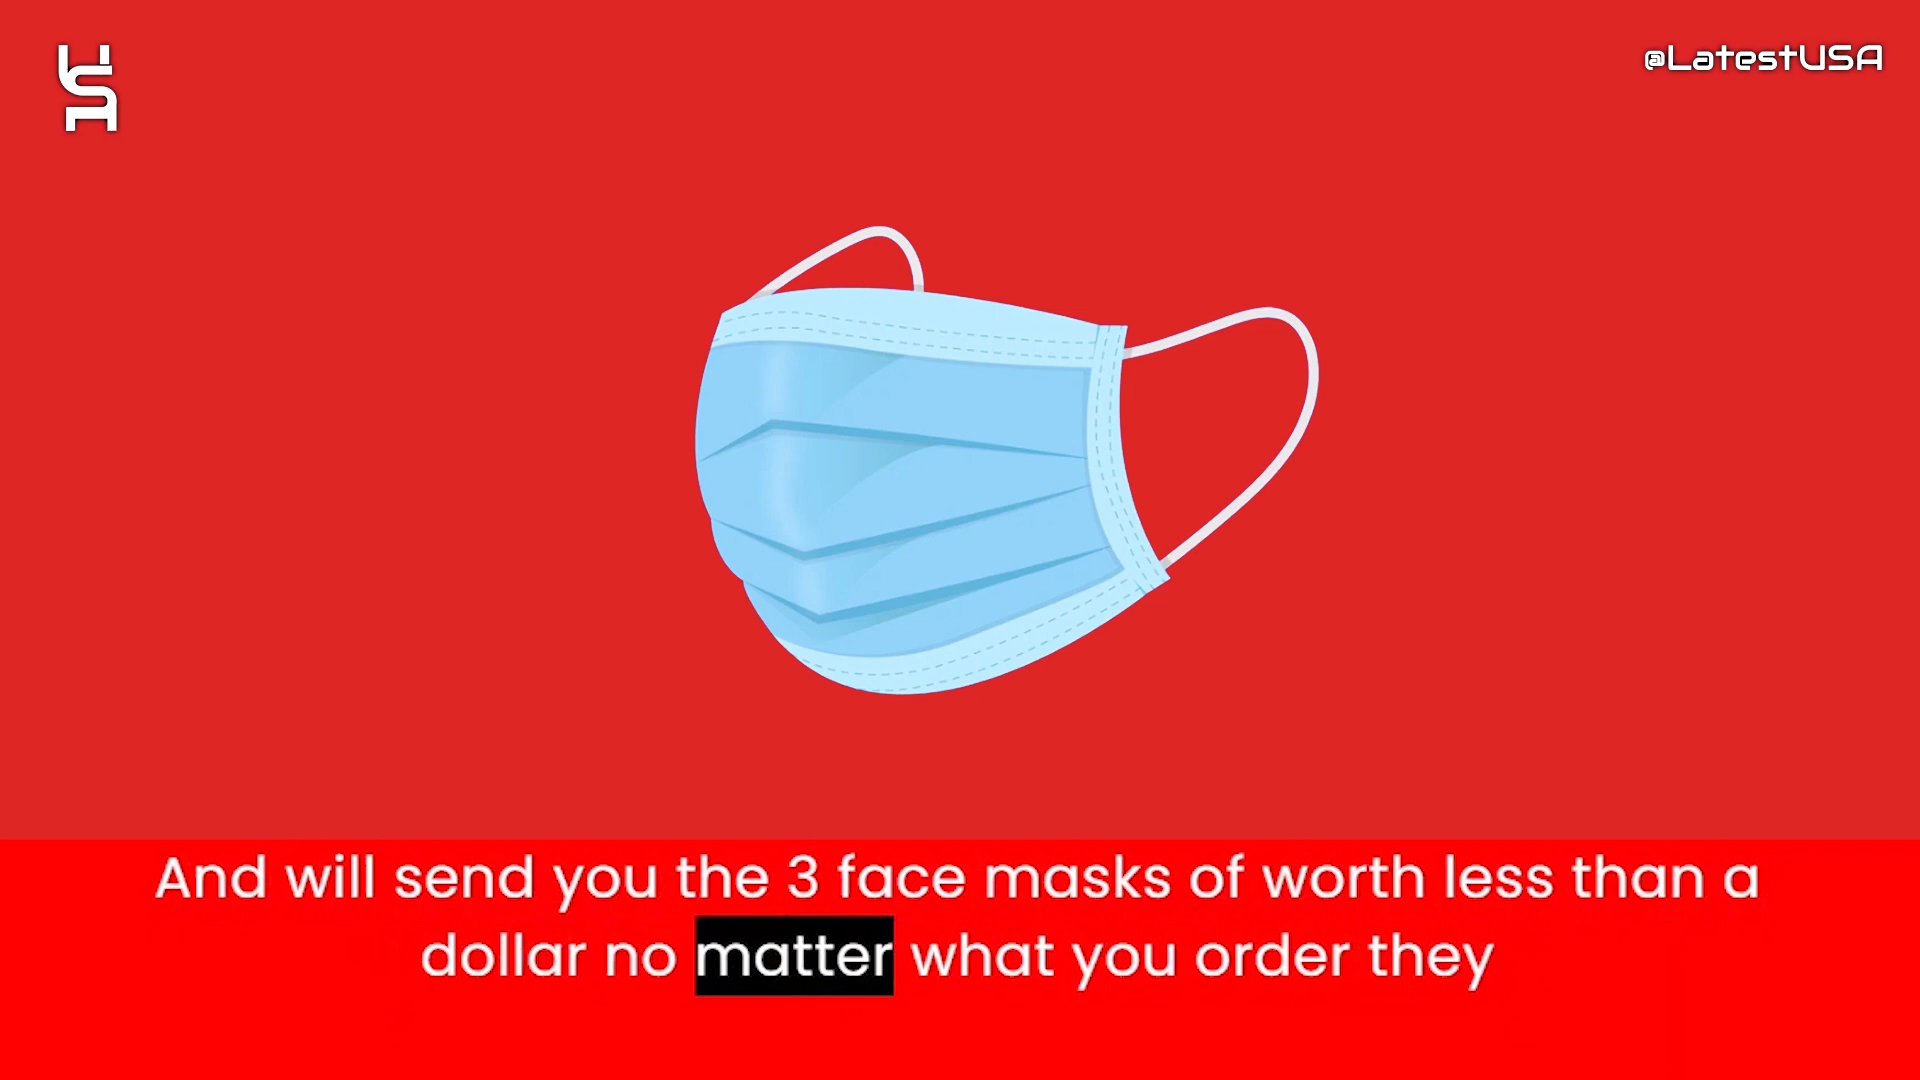 USA
@LatestUSA
And will send you the 3 face masks of worth less than a
dollar no matter what you order they